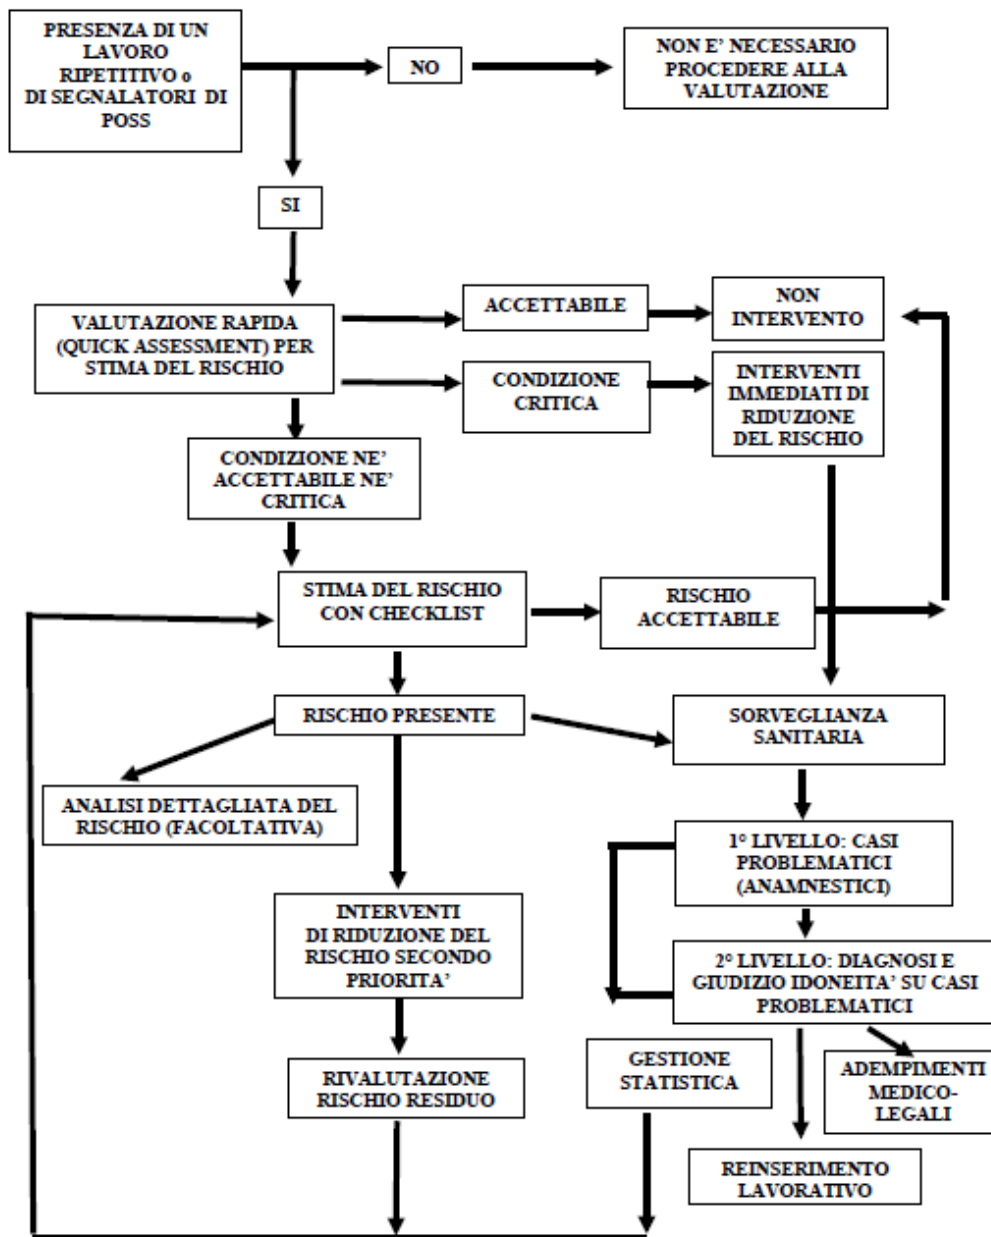 PRESENZA DI UN
LAVORO
RIPETITIVO o
DI SEGNALATORI DI
POSS
NO
NON E' NECESSARIO
PROCEDERE ALLA
VALUTAZIONE
SI
VALUTAZIONE RAPIDA
(QUICK ASSESSMENT) PER
STIMA DEL RISCHIO
ACCETTABILE
NON
INTERVENTO
CONDIZIONE
CRITICA
INTERVENTI
IMMEDIATI DI
RIDUZIONE
DEL RISCHIO
CONDIZIONE NE'
ACCETTABILE NE'
CRITICA
STIMA DEL RISCHIO
CON CHECKLIST
RISCHIO
ACCETTABILE
RISCHIO PRESENTE
SORVEGLIANZA
SANITARIA
ANALISI DETTAGLIATA DEL
RISCHIO (FACOLTATIVA)
1° LIVELLO: CASI
PROBLEMATICI
(ANAMNESTICI)
INTERVENTI
DI RIDUZIONE DEL
RISCHIO SECONDO
PRIORITA'
2° LIVELLO: DIAGNOSI E
GIUDIZIO IDONEITA' SU CASI
PROBLEMATICI
RIVALUTAZIONE
RISCHIO RESIDUO
GESTIONE
STATISTICA
ADEMPIMENTI
MEDICO-
LEGALI
REINSERIMENTO
LAVORATIVO